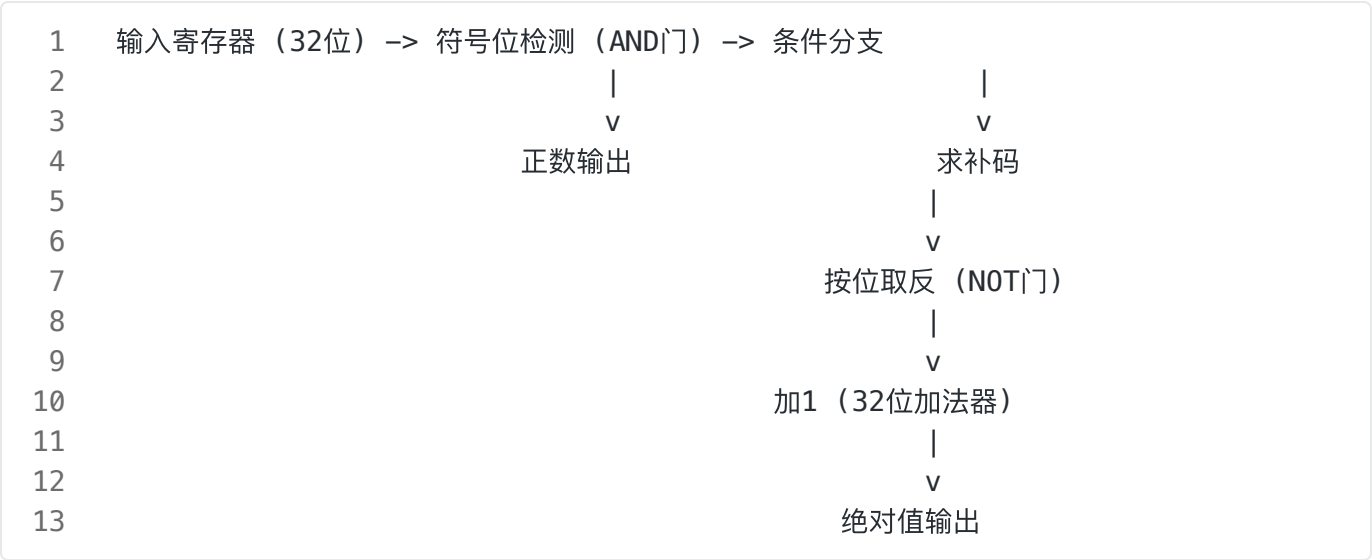 1 输入寄存器 (32位) -> 符号位检测 (AND门) -> 条件分支
2 | |
3 v v
4 正数输出 求补码
5 |
6 v
7 按位取反 (NOT门)
8 |
9 v
10 加1 (32位加法器)
11 |
12 v
13 绝对值输出